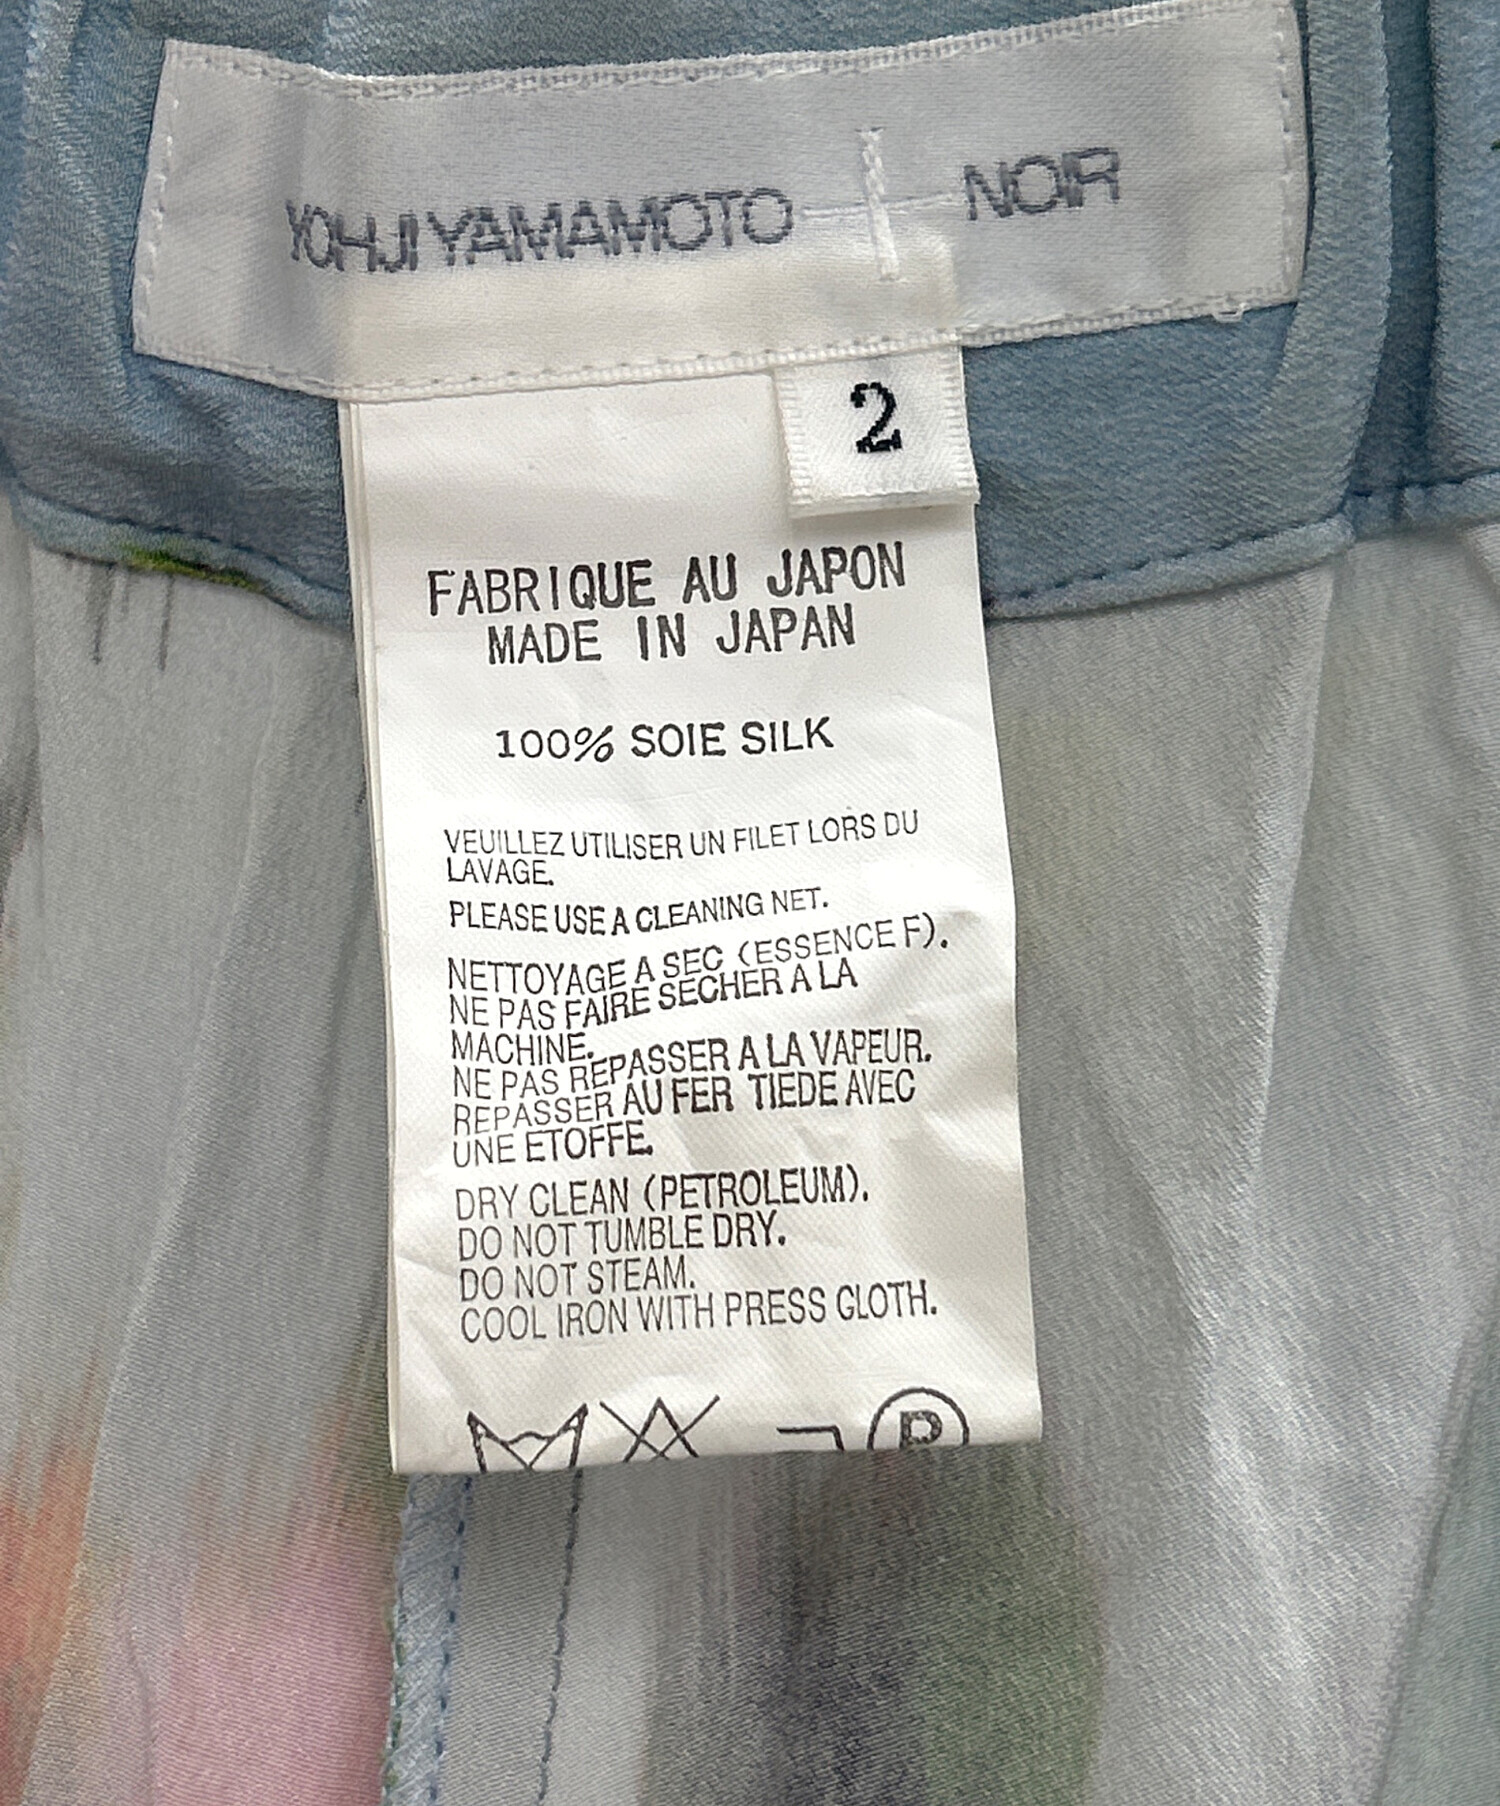 YOHJI YAMAMOTO NOIR
2
FABRIQUE AU JAPON
MADE IN JAPAN
100% SOIE SILK
VEUILLEZ UTILISER UN FILET LORS DU
LAVAGE.
PLEASE USE A CLEANING NET.
NETTOYAGE A SEC (ESSENCE F).
NE PAS FAIRE SECHER A LA
MACHINE.
NE PAS REPASSER A LA VAPEUR.
REPASSER AU FER TIEDE AVEC
UNE ETOFFE.
DRY CLEAN (PETROLEUM).
DO NOT TUMBLE DRY.
DO NOT STEAM.
COOL IRON WITH PRESS CLOTH.
P